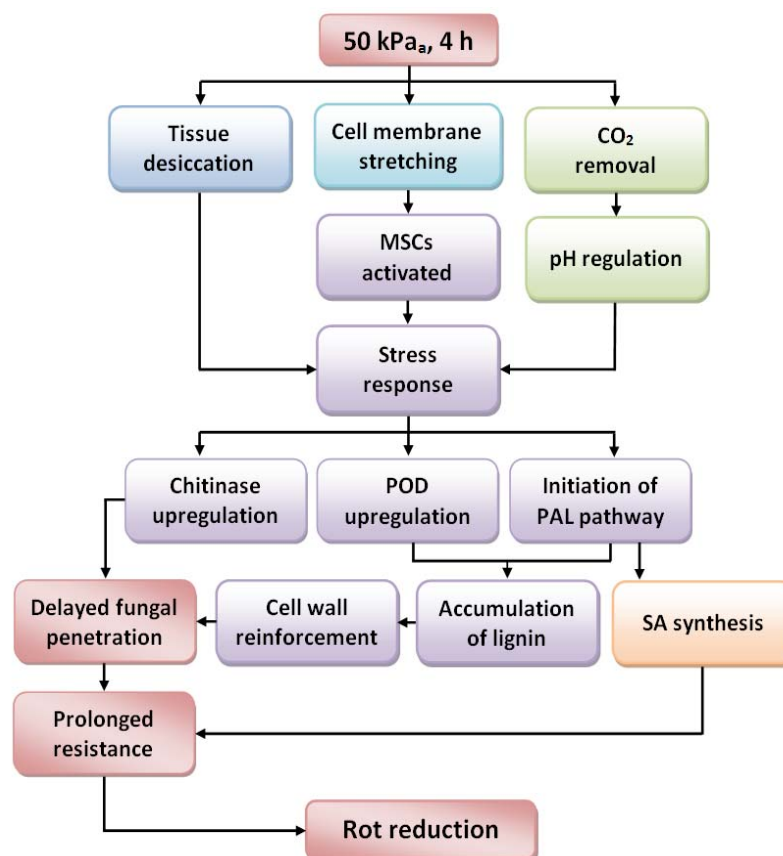 50 kPaₐ, 4 h
Tissue
desiccation
Cell membrane
stretching
CO₂
removal
MSCs
activated
pH regulation
Stress
response
Chitinase
upregulation
POD
upregulation
Initiation of
PAL pathway
Delayed fungal
penetration
Cell wall
reinforcement
Accumulation
of lignin
SA synthesis
Prolonged
resistance
Rot reduction